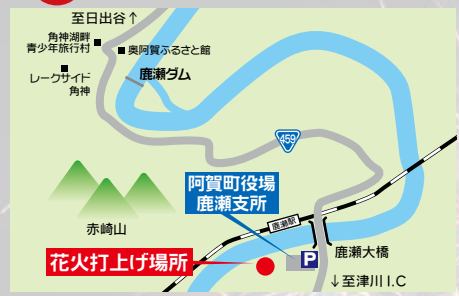 至日出谷↑
角神湖畔
青少年旅行村
奥阿賀ふるさと館
レークサイド
角神
鹿瀬ダム
459
阿賀町役場
鹿瀬支所
赤崎山
鹿瀬駅
花火打上げ場所
P
鹿瀬大橋
↓至津川I.C